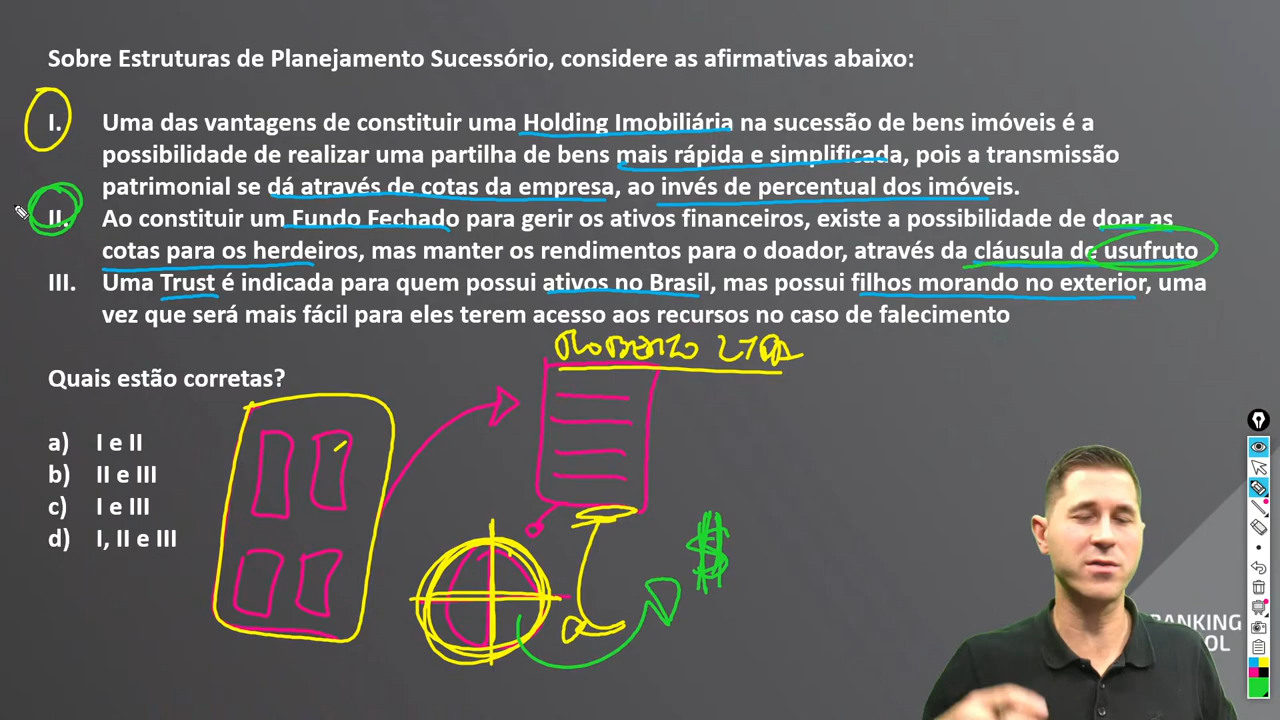 Sobre Estruturas de Planejamento Sucessório, considere as afirmativas abaixo:
I. Uma das vantagens de constituir uma Holding Imobiliária na sucessão de bens imóveis é a
possibilidade de realizar uma partilha de bens mais rápida e simplificada, pois a transmissão
patrimonial se dá através de cotas da empresa, ao invés de percentual dos imóveis.
II. Ao constituir um Fundo Fechado para gerir os ativos financeiros, existe a possibilidade de doar as
cotas para os herdeiros, mas manter os rendimentos para o doador, através da cláusula de usufruto
III. Uma Trust é indicada para quem possui ativos no Brasil, mas possui filhos morando no exterior, uma
vez que será mais fácil para eles terem acesso aos recursos no caso de falecimento
LTDA
Quais estão corretas?
a) I e II
b) II e III
c) I e III
d) I, II e III
$